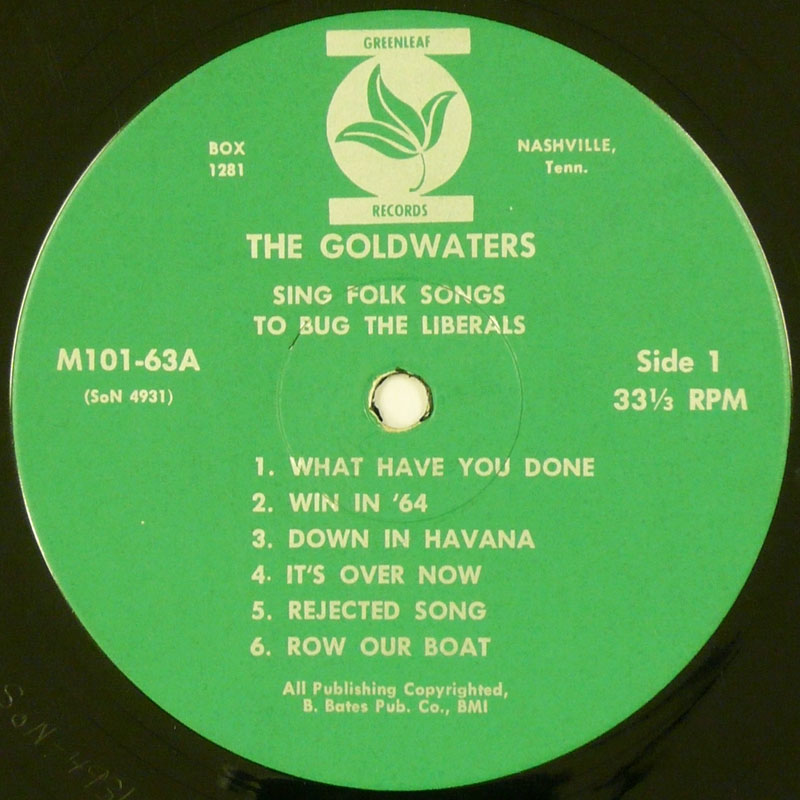 GREENLEAF
BOX
1281
NASHVILLE,
Tenn.
RECORDS
THE GOLDWATERS
SING FOLK SONGS
TO BUG THE LIBERALS
M101-63A
(SoN 4931)
Side 1
33⅓ RPM
1. WHAT HAVE YOU DONE
2. WIN IN '64
3. DOWN IN HAVANA
4. IT'S OVER NOW
5. REJECTED SONG
6. ROW OUR BOAT
All Publishing Copyrighted,
B. Bates Pub. Co., BMI